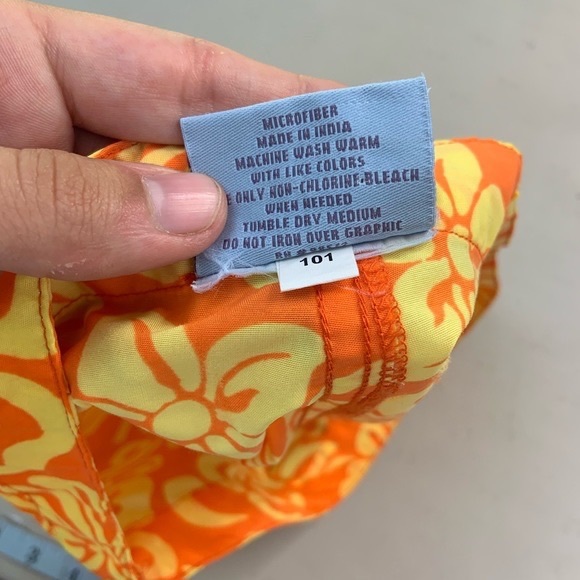 MICROFIBER
MADE IN INDIA
MACHINE WASH WARM
WITH LIKE COLORS
ONLY NON-CHLORINE BLEACH
WHEN NEEDED
TUMBLE DRY MEDIUM
DO NOT IRON OVER GRAPHIC
101